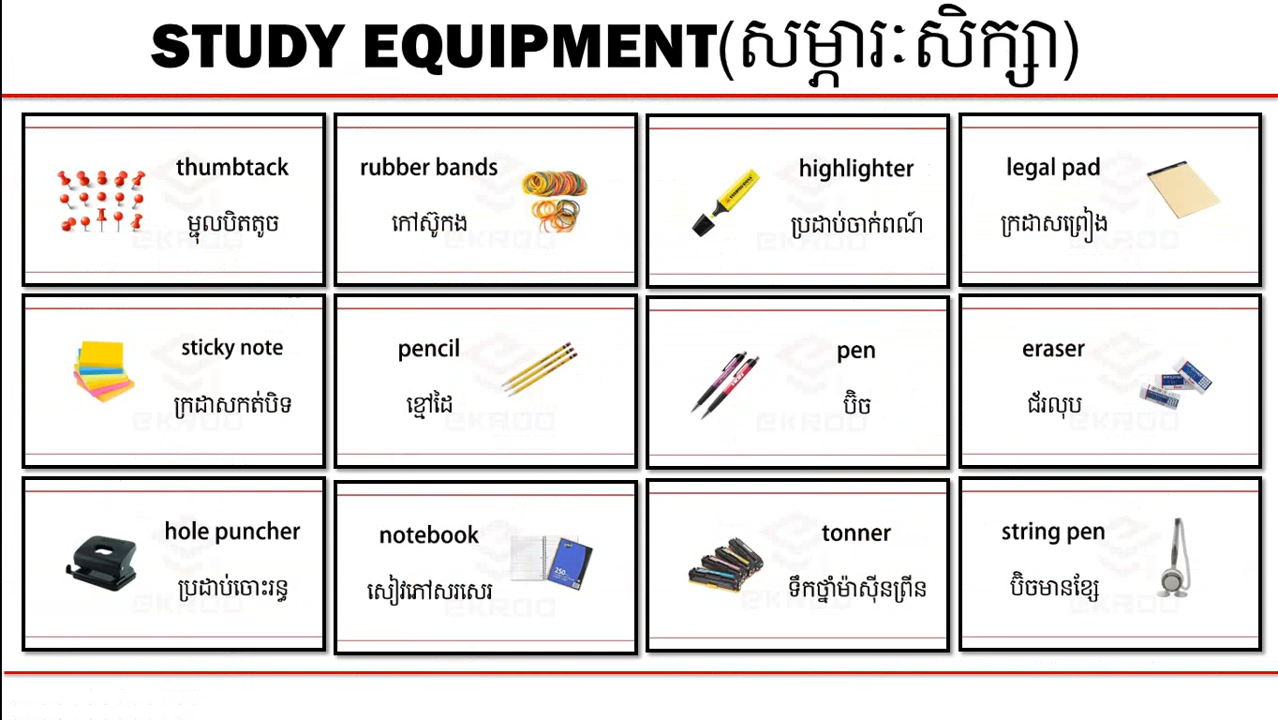 STUDY EQUIPMENT(សម្ភារៈសិក្សា)
thumbtack
ម្ជុលបិតតូច
rubber bands
កៅស៊ូកង
highlighter
ប្រដាប់ចាក់ពណ៍
legal pad
ក្រដាសព្រៀង
sticky note
ក្រដាសកត់បិទ
pencil
ខ្មៅដៃ
pen
ប៊ិច
eraser
ជ័រលុប
hole puncher
ប្រដាប់ចោះរន្ធ
notebook
សៀវភៅសរសេរ
250
tonner
ទឹកថ្នាំម៉ាស៊ីនព្រីន
string pen
ប៊ិចមានខ្សែ